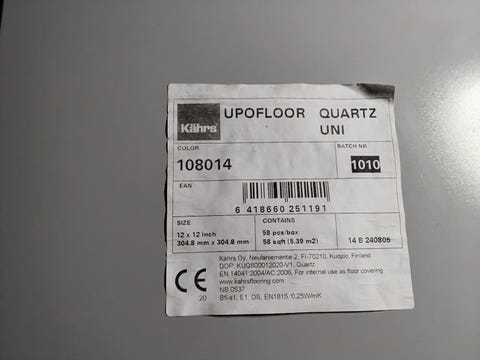 Kährs
UPOFLOOR QUARTZ
UNI
COLOR
108014
BATCH NR
1010
EAN
6 418660 251191
SIZE
12 x 12 inch
304.8 mm x 304.8 mm
CONTAINS
58 pcs/box
58 sqft (5.39 m2)
14 B 240805
Kährs Oy, Neulaniementie 2, FI-70210, Kuopio, Finland
DOP: KUQ600012020-V1, Quartz
EN 14041:2004/AC:2006, For internal use as floor covering
www.kahrsflooring.com
NB 0537
CE
20
Bfl-s1, E1, DS, EN1815, 0,25W/mK